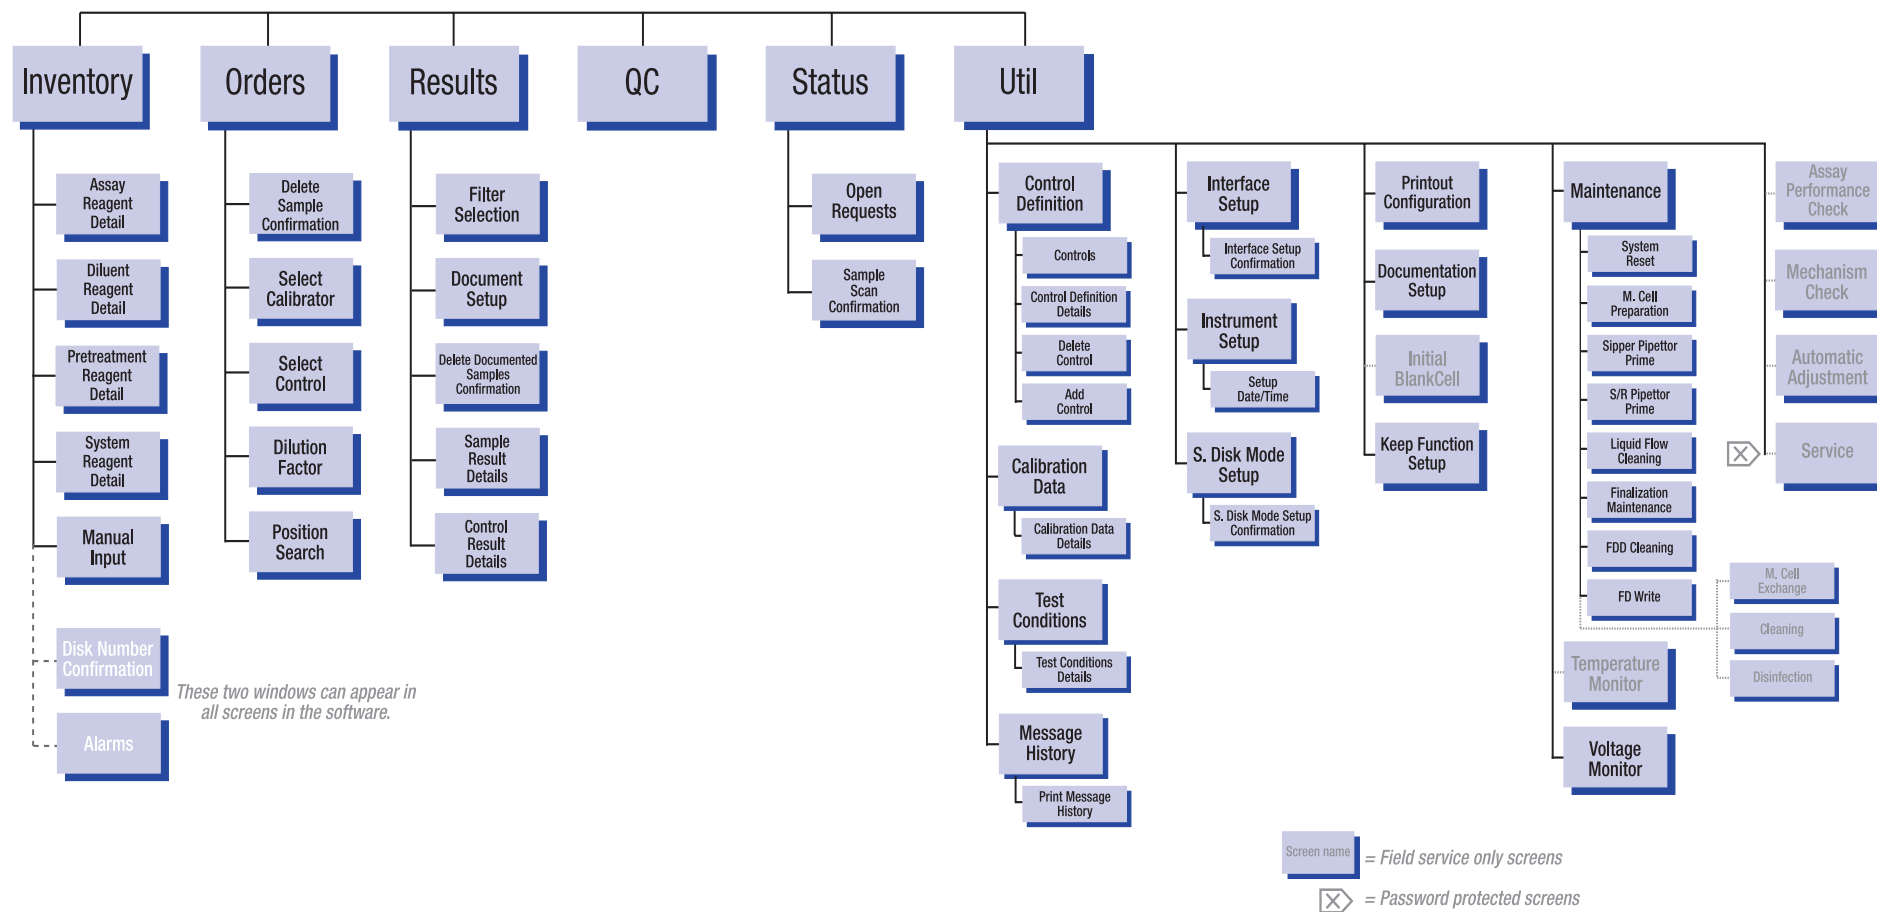 Inventory
Orders
Results
QC
Status
Util
Assay
Reagent
Detail
Diluent
Reagent
Detail
Pretreatment
Reagent
Detail
System
Reagent
Detail
Manual
Input
Disk Number
Confirmation
Alarms
These two windows can appear in
all screens in the software.
Delete
Sample
Confirmation
Select
Calibrator
Select
Control
Dilution
Factor
Position
Search
Filter
Selection
Document
Setup
Delete Documented
Samples
Confirmation
Sample
Result
Details
Control
Result
Details
Open
Requests
Sample
Scan
Confirmation
Control
Definition
Controls
Control Definition
Details
Delete
Control
Add
Control
Calibration
Data
Calibration Data
Details
Test
Conditions
Test Conditions
Details
Message
History
Print Message
History
Interface
Setup
Interface Setup
Confirmation
Instrument
Setup
Setup
Date/Time
S. Disk Mode
Setup
S. Disk Mode Setup
Confirmation
Printout
Configuration
Documentation
Setup
Initial
BlankCell
Keep Function
Setup
Maintenance
System
Reset
M. Cell
Preparation
Sipper Pipettor
Prime
S/R Pipettor
Prime
Liquid Flow
Cleaning
Finalization
Maintenance
FDD Cleaning
FD Write
M. Cell
Exchange
Cleaning
Disinfection
Temperature
Monitor
Voltage
Monitor
Assay
Performance
Check
Mechanism
Check
Automatic
Adjustment
X
Service
Screen name
= Field service only screens
X
= Password protected screens